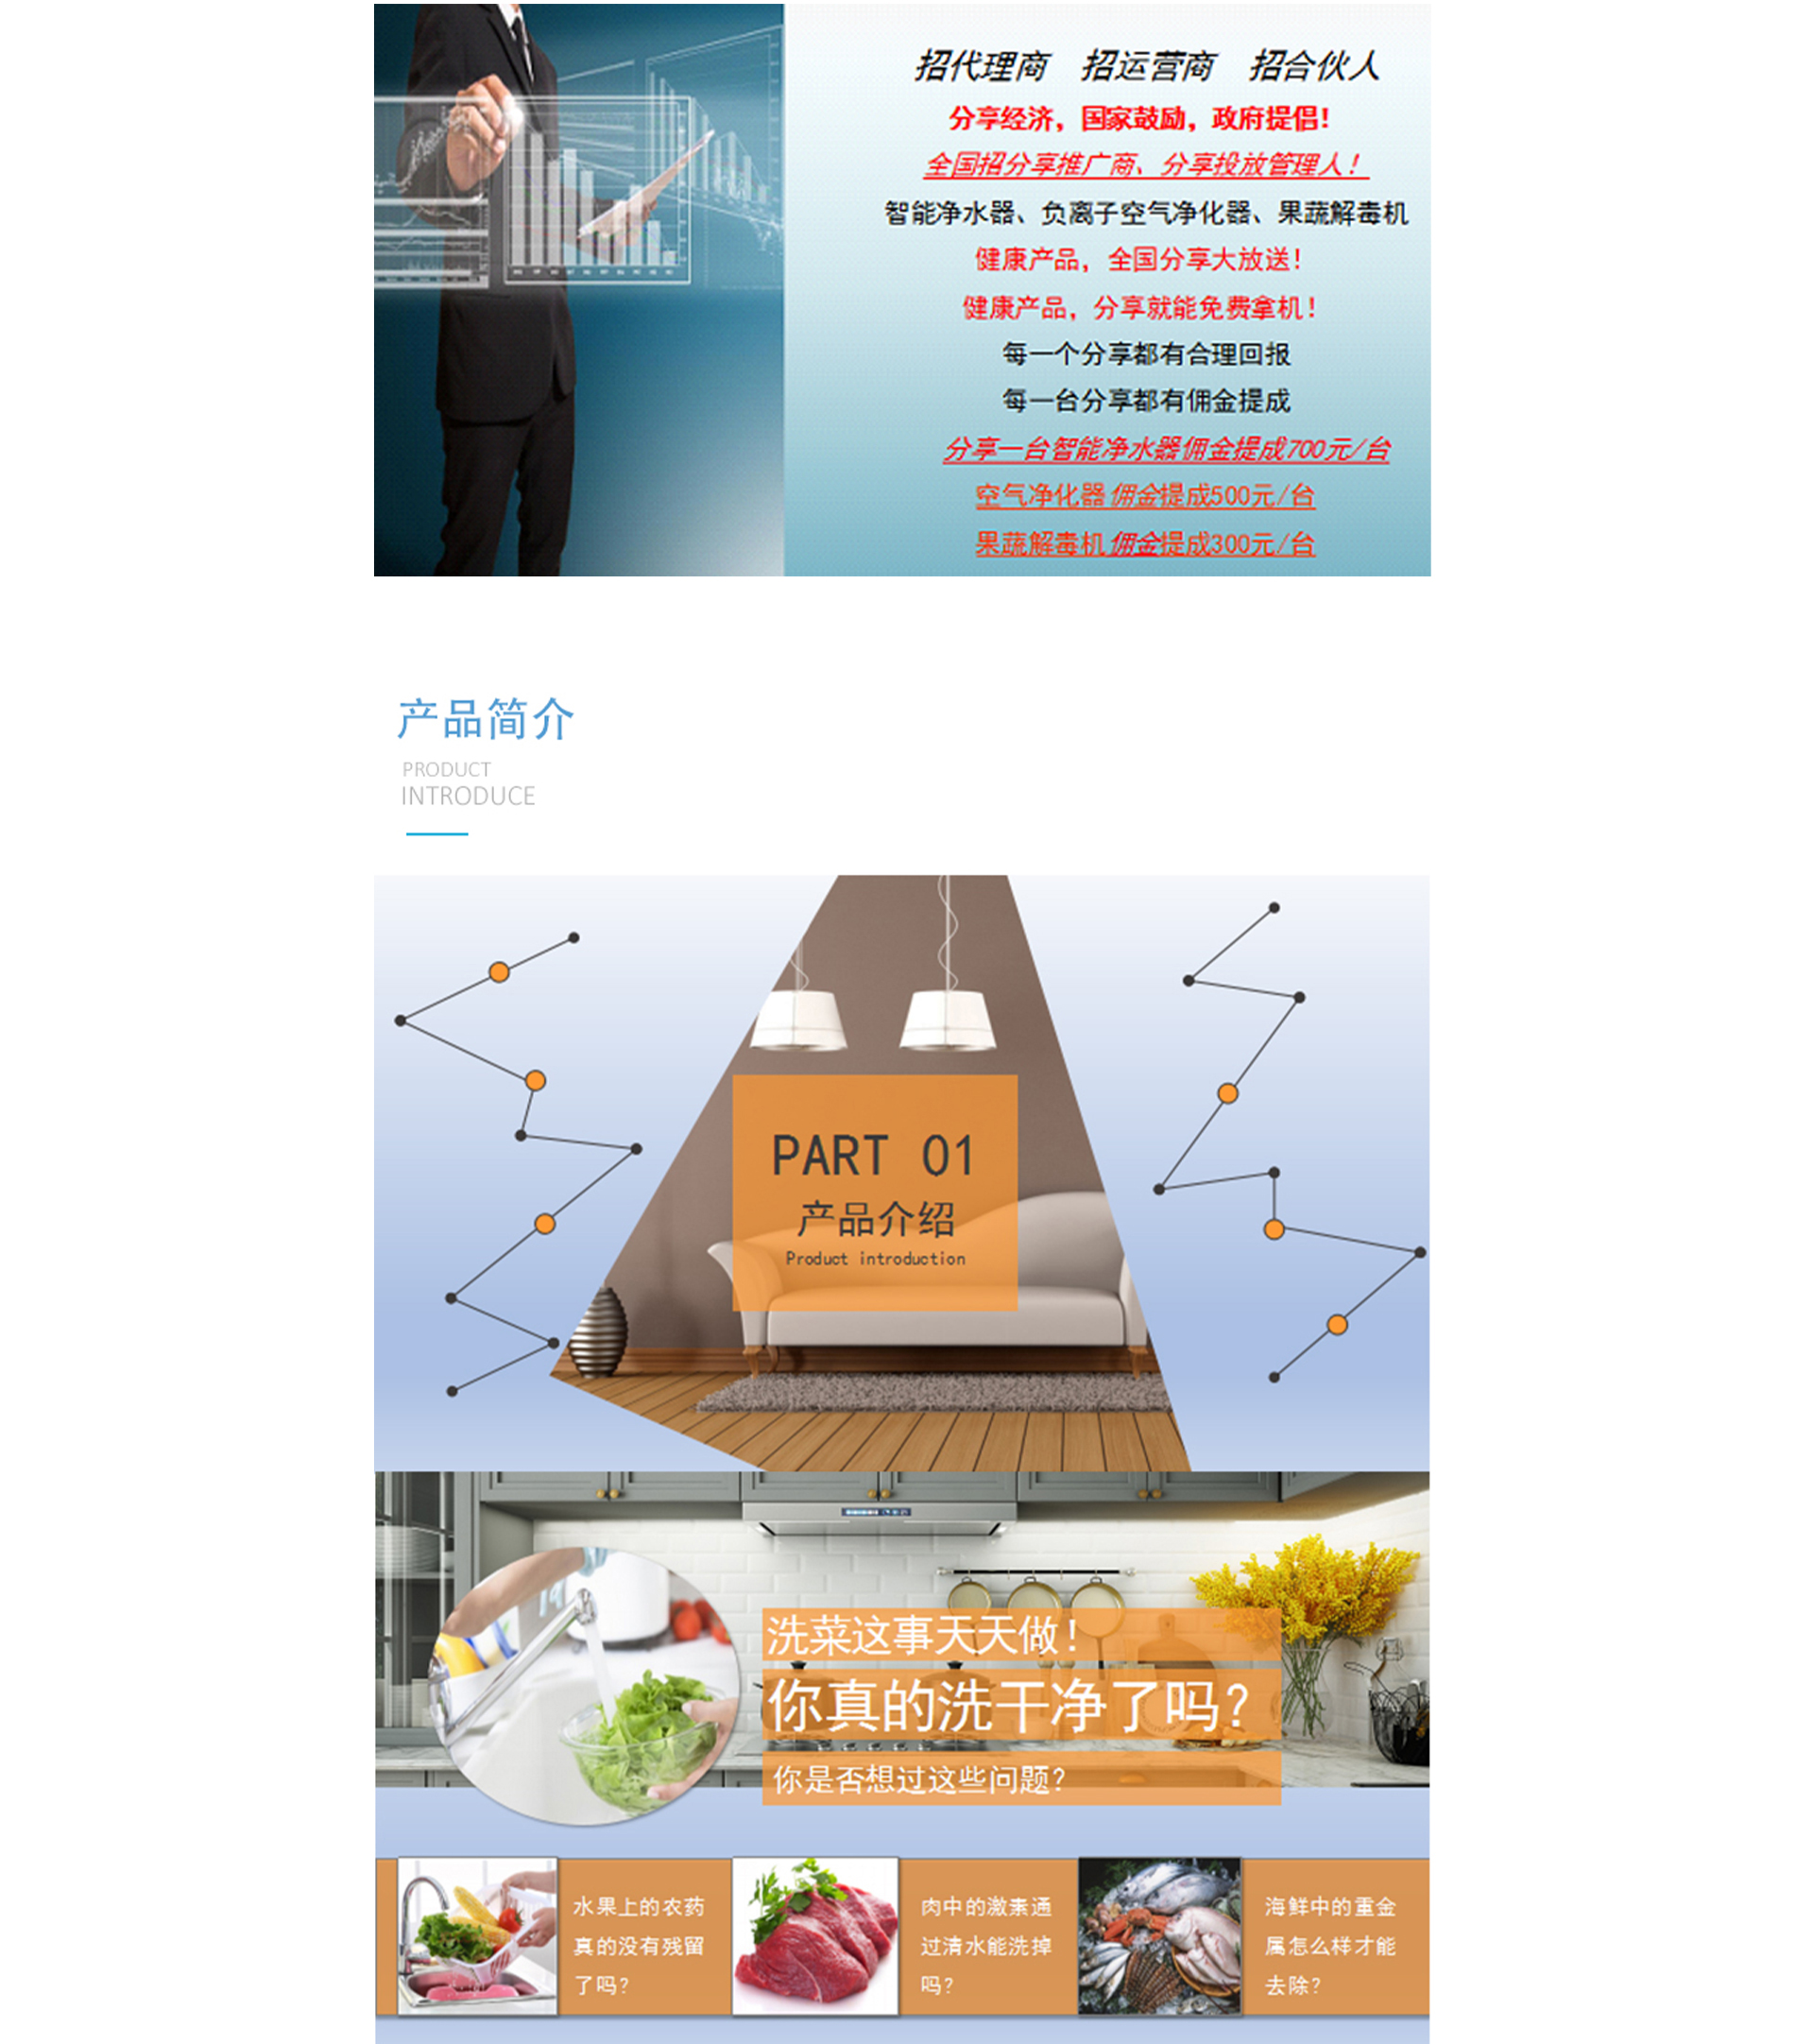 招代理商 招运营商 招合伙人
分享经济，国家鼓励，政府提倡！
全国招分享推广商、分享投放管理人！
智能净水器、负离子空气净化器、果蔬解毒机
健康产品，全国分享大放送！
健康产品，分享就能免费拿机！
每一个分享都有合理回报
每一台分享都有佣金提成
分享一台智能净水器佣金提成700元/台
空气净化器佣金提成500元/台
果蔬解毒机佣金提成300元/台
产品简介
PRODUCT
INTRODUCE
PART 01
产品介绍
Product introduction
洗菜这事天天做！
你真的洗干净了吗？
你是否想过这些问题？
水果上的农药
真的没有残留
了吗？
肉中的激素通
过清水能洗掉
吗？
海鲜中的重金
属怎么样才能
去除？